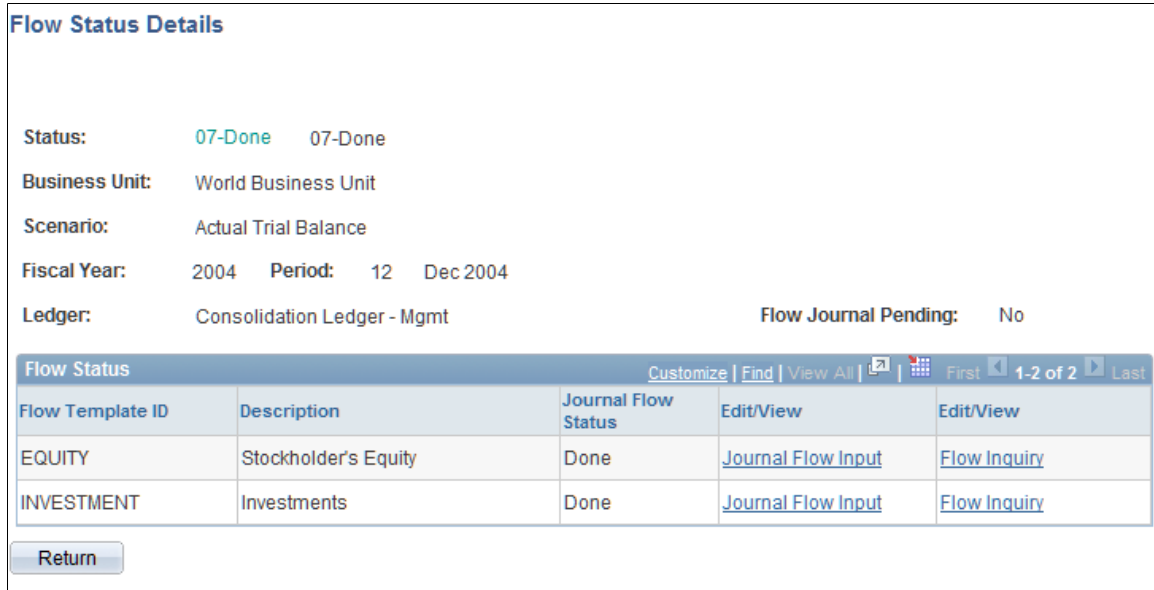 Flow Status Details
Status: 07-Done 07-Done
Business Unit: World Business Unit
Scenario: Actual Trial Balance
Fiscal Year: 2004 Period: 12 Dec 2004
Ledger: Consolidation Ledger - Mgmt Flow Journal Pending: No
Flow Status Customize | Find | View All | | First 1-2 of 2 Last
Flow Template ID Description Journal Flow Status Edit/View Edit/View
EQUITY Stockholder's Equity Done Journal Flow Input Flow Inquiry
INVESTMENT Investments Done Journal Flow Input Flow Inquiry
Return